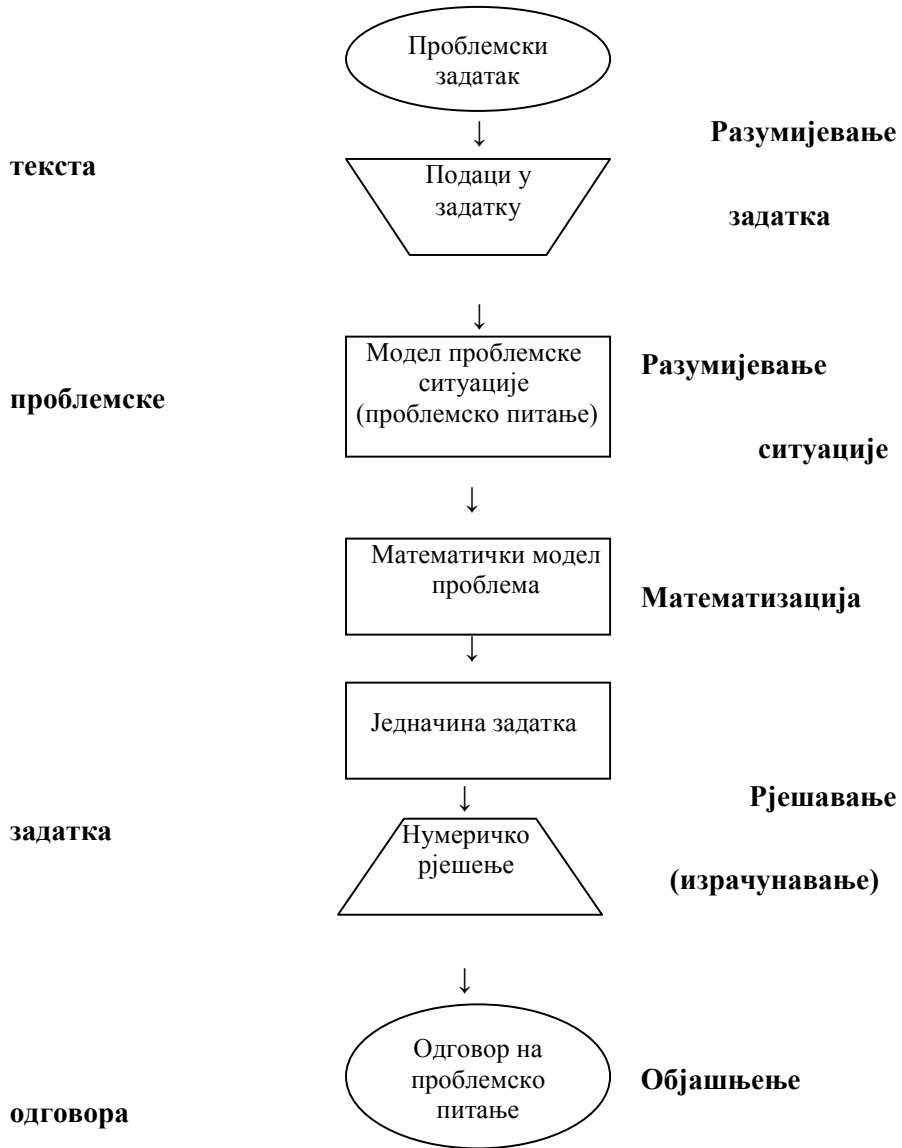 Проблемски
задатак
↓
Разумијевање
текста
Подаци у
задатку
задатка
↓
Модел проблемске
ситуације
(проблемско питање)
Разумијевање
проблемске
ситуације
↓
Математички модел
проблема
Математизација
↓
Једначина задатка
↓
Рјешавање
задатка
Нумеричко
рјешење
(израчунавање)
↓
Одговор на
проблемско
питање
Објашњење
одговора